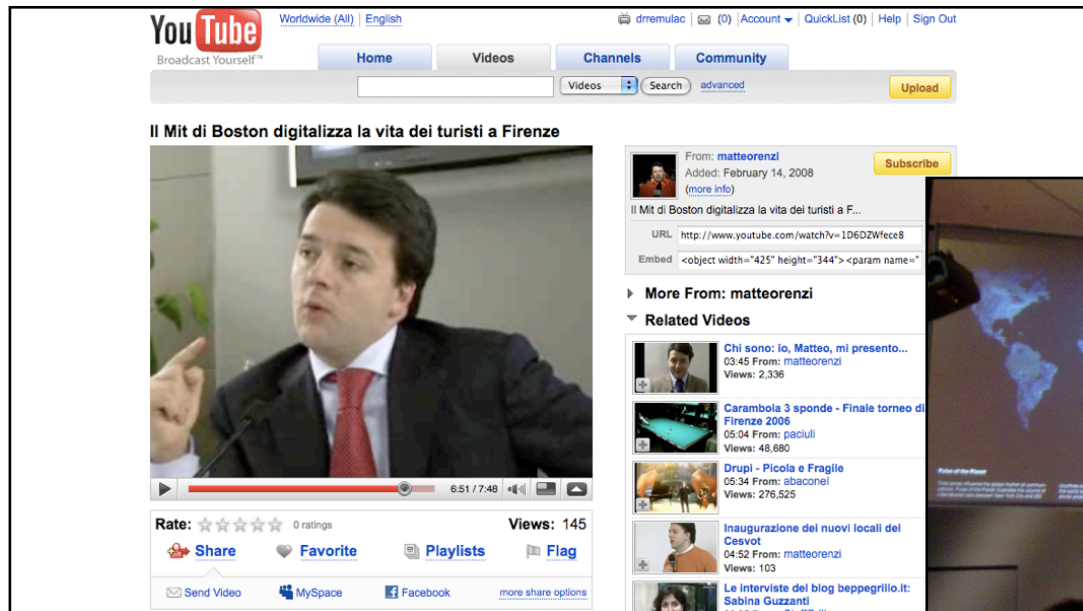 You Tube
Broadcast Yourself™
Worldwide (All) | English
drremulac | (0) | Account | QuickList (0) | Help | Sign Out
Home Videos Channels Community
Videos Search advanced Upload
Il Mit di Boston digitalizza la vita dei turisti a Firenze
From: matteorenzi
Added: February 14, 2008
(more info)
Subscribe
Il Mit di Boston digitalizza la vita dei turisti a F...
URL http://www.youtube.com/watch?v=1D6DZWfece8
Embed <object width="425" height="344"><param name="
More From: matteorenzi
Related Videos
Chi sono: io, Matteo, mi presento...
03:45 From: matteorenzi
Views: 2,336
Carambola 3 sponde - Finale torneo di
Firenze 2006
05:04 From: paciuli
Views: 48,680
Drupi - Picola e Fragile
05:34 From: abaconel
Views: 276,525
Inaugurazione dei nuovi locali del
Cesvot
04:52 From: matteorenzi
Views: 103
Le interviste del blog beppegrillo.it:
Sabina Guzzanti
6:51 / 7:48
Rate: 0 ratings Views: 145
Share Favorite Playlists Flag
Send Video MySpace Facebook more share options